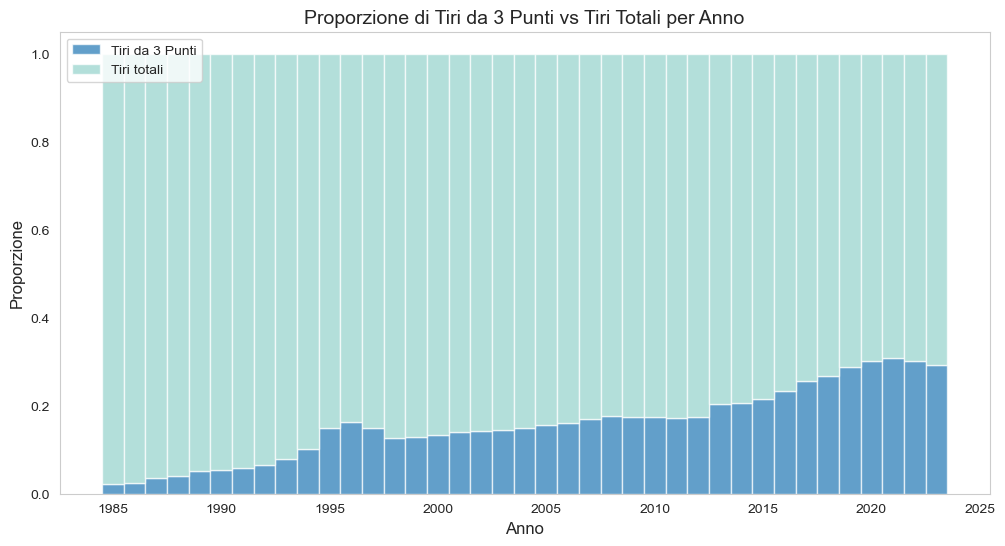 Proporzione di Tiri da 3 Punti vs Tiri Totali per Anno
Tiri da 3 Punti
Tiri totali
Proporzione
1.0
0.8
0.6
0.4
0.2
0.0
1985 1990 1995 2000 2005 2010 2015 2020 2025
Anno